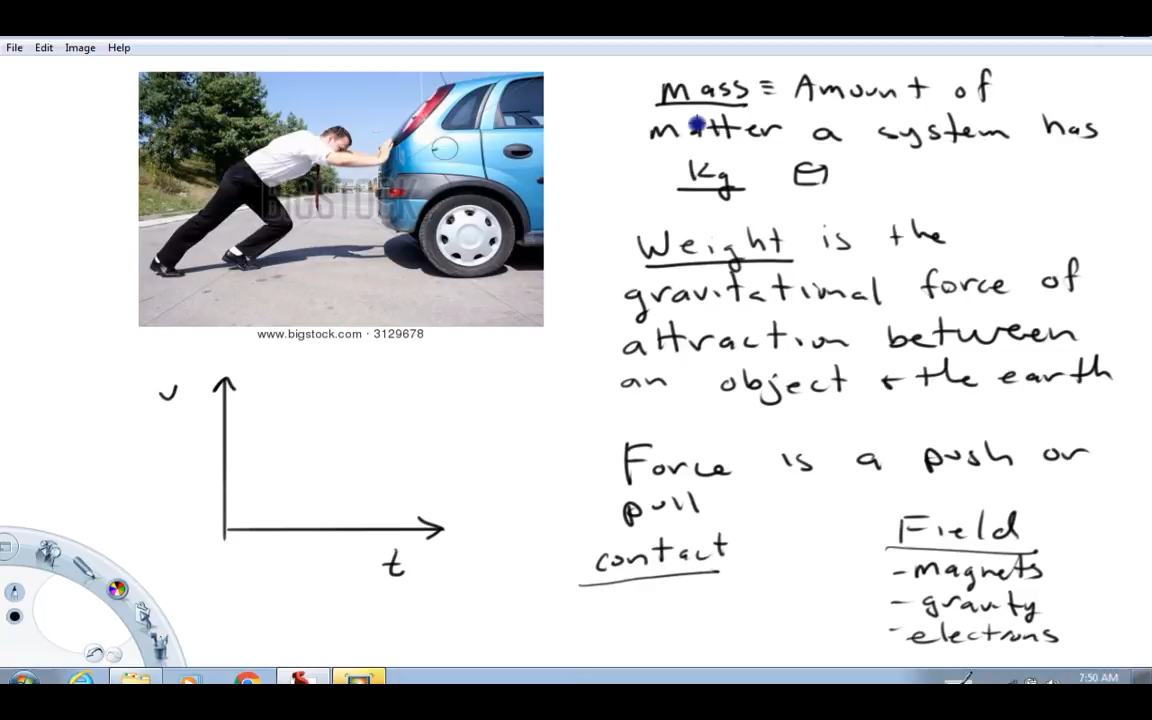 File Edit Image Help
BIGSTOCK
www.bigstock.com · 3129678
v
t
mass ≡ Amount of
matter a system has
kg
Weight is the
gravitational force of
attraction between
an object + the earth
Force is a push or
pull
contact
Field
- magnets
- gravity
- electrons
7:50 AM